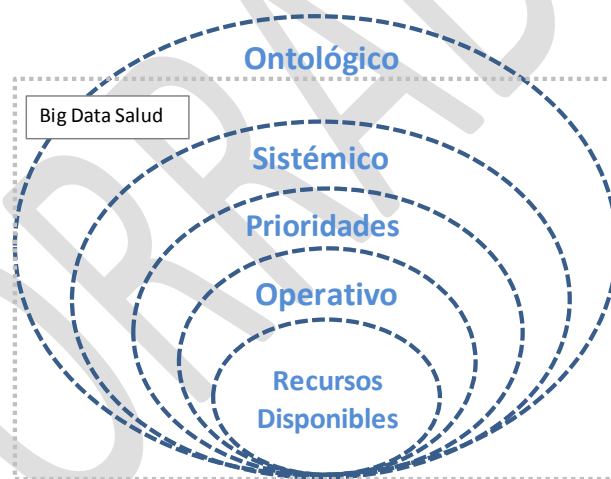 Ontológico
Big Data Salud
Sistémico
Prioridades
Operativo
Recursos
Disponibles